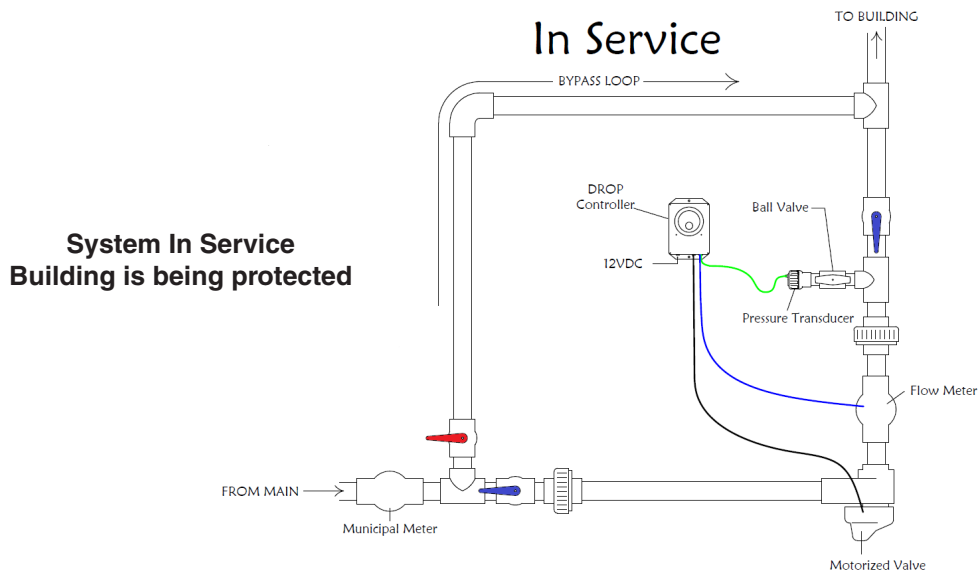 TO BUILDING
In Service
BYPASS LOOP
DROP
Controller
Ball Valve
System In Service
Building is being protected
12VDC
Pressure Transducer
Flow Meter
FROM MAIN
Municipal Meter
Motorized Valve